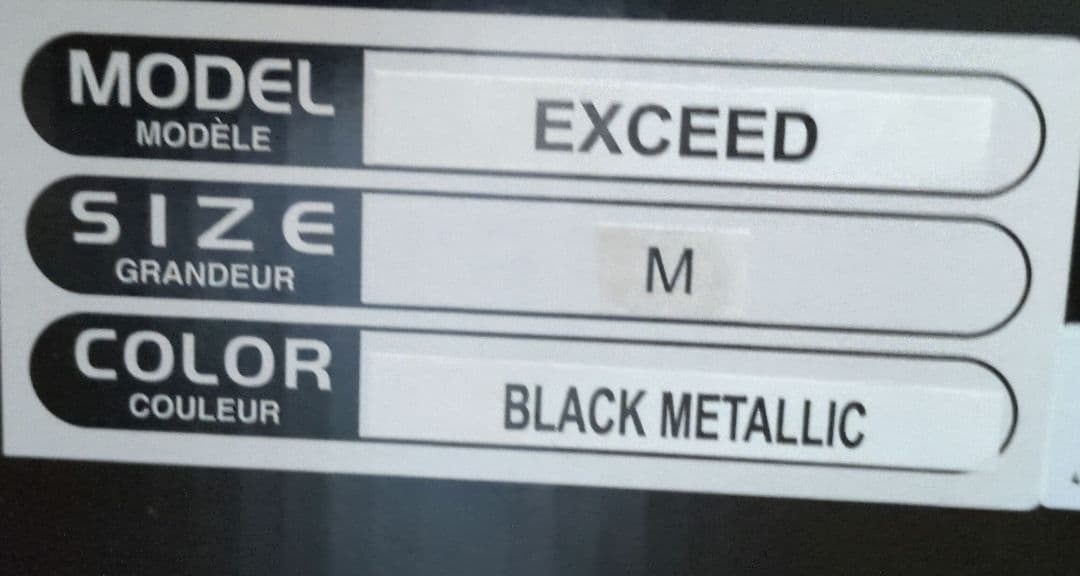 MODEL EXCEED
MODÈLE
SIZE M
GRANDEUR
COLOR BLACK METALLIC
COULEUR